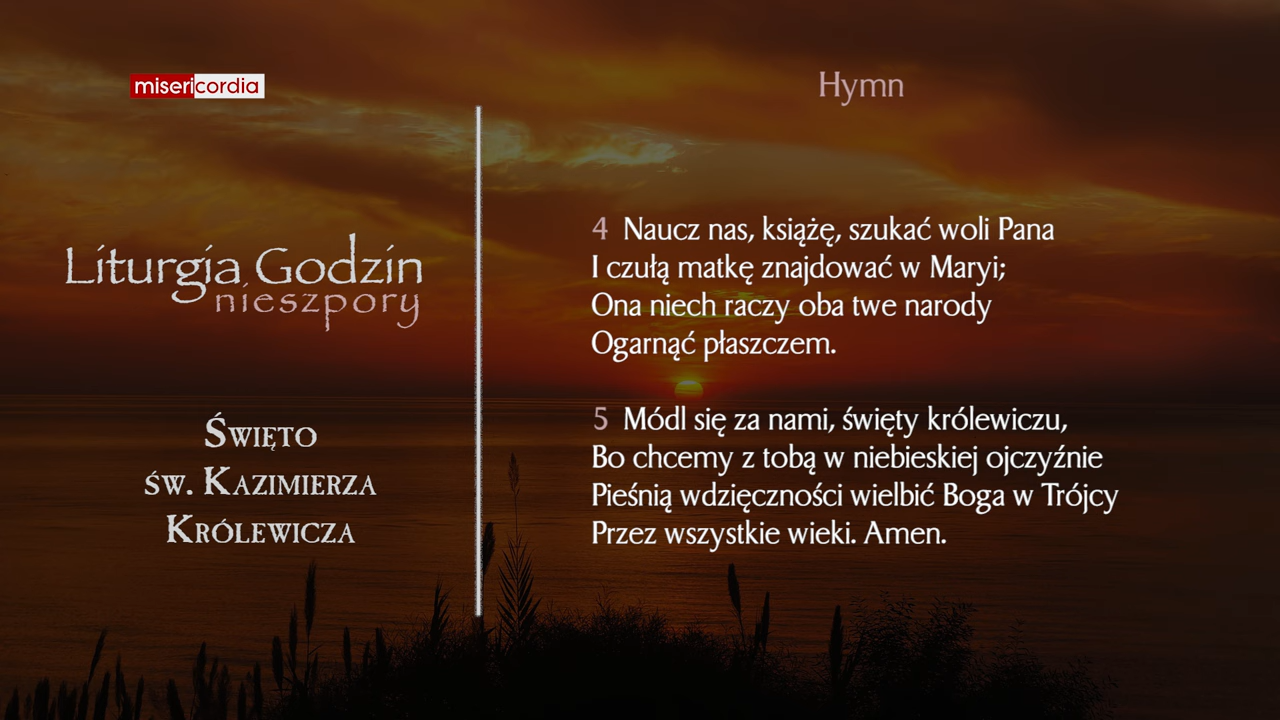 misericordia
Liturgia Godzin
nieszpory
Święto
św. Kazimierza
Królewicza
Hymn
4 Naucz nas, książę, szukać woli Pana
I czułą matkę znajdować w Maryi;
Ona niech raczy oba twe narody
Ogarnąć płaszczem.
5 Módl się za nami, święty królewiczu,
Bo chcemy z tobą w niebieskiej ojczyźnie
Pieśnią wdzięczności wielbić Boga w Trójcy
Przez wszystkie wieki. Amen.